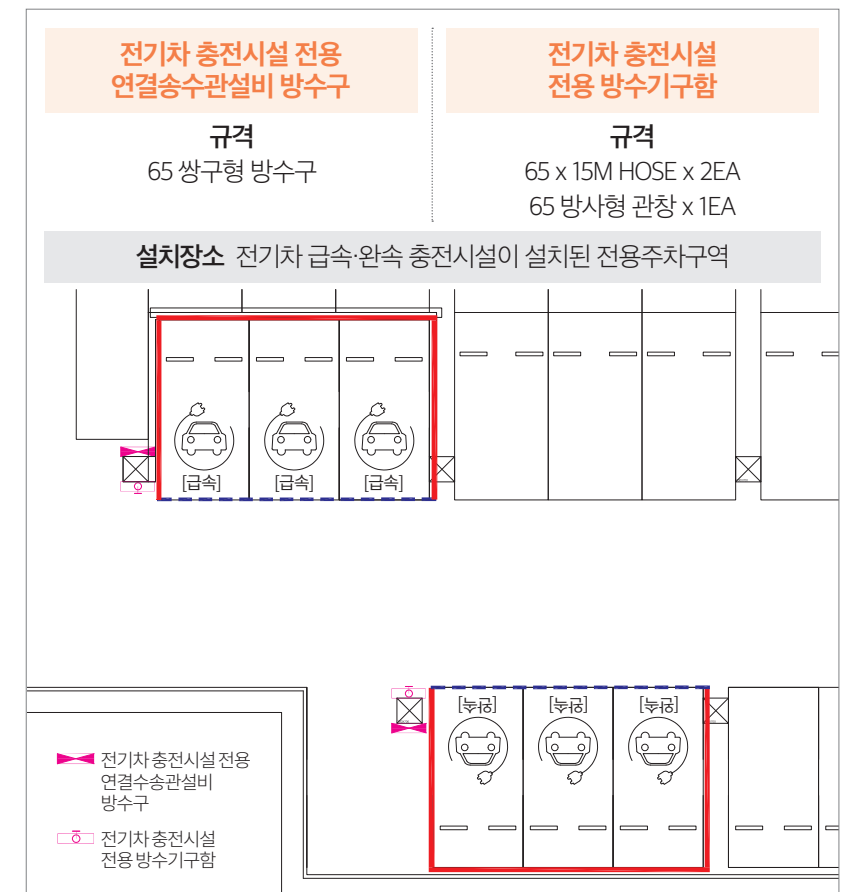 전기차 충전시설 전용
연결송수관설비 방수구
규격
65 쌍구형 방수구
전기차 충전시설
전용 방수기구함
규격
65 x 15M HOSE x 2EA
65 방사형 관창 x 1EA
설치장소 전기차 급속·완속 충전시설이 설치된 전용주차구역
[급속] [급속] [급속]
[완속] [완속] [완속]
전기차 충전시설 전용
연결수송관설비
방수구
전기차 충전시설
전용 방수기구함